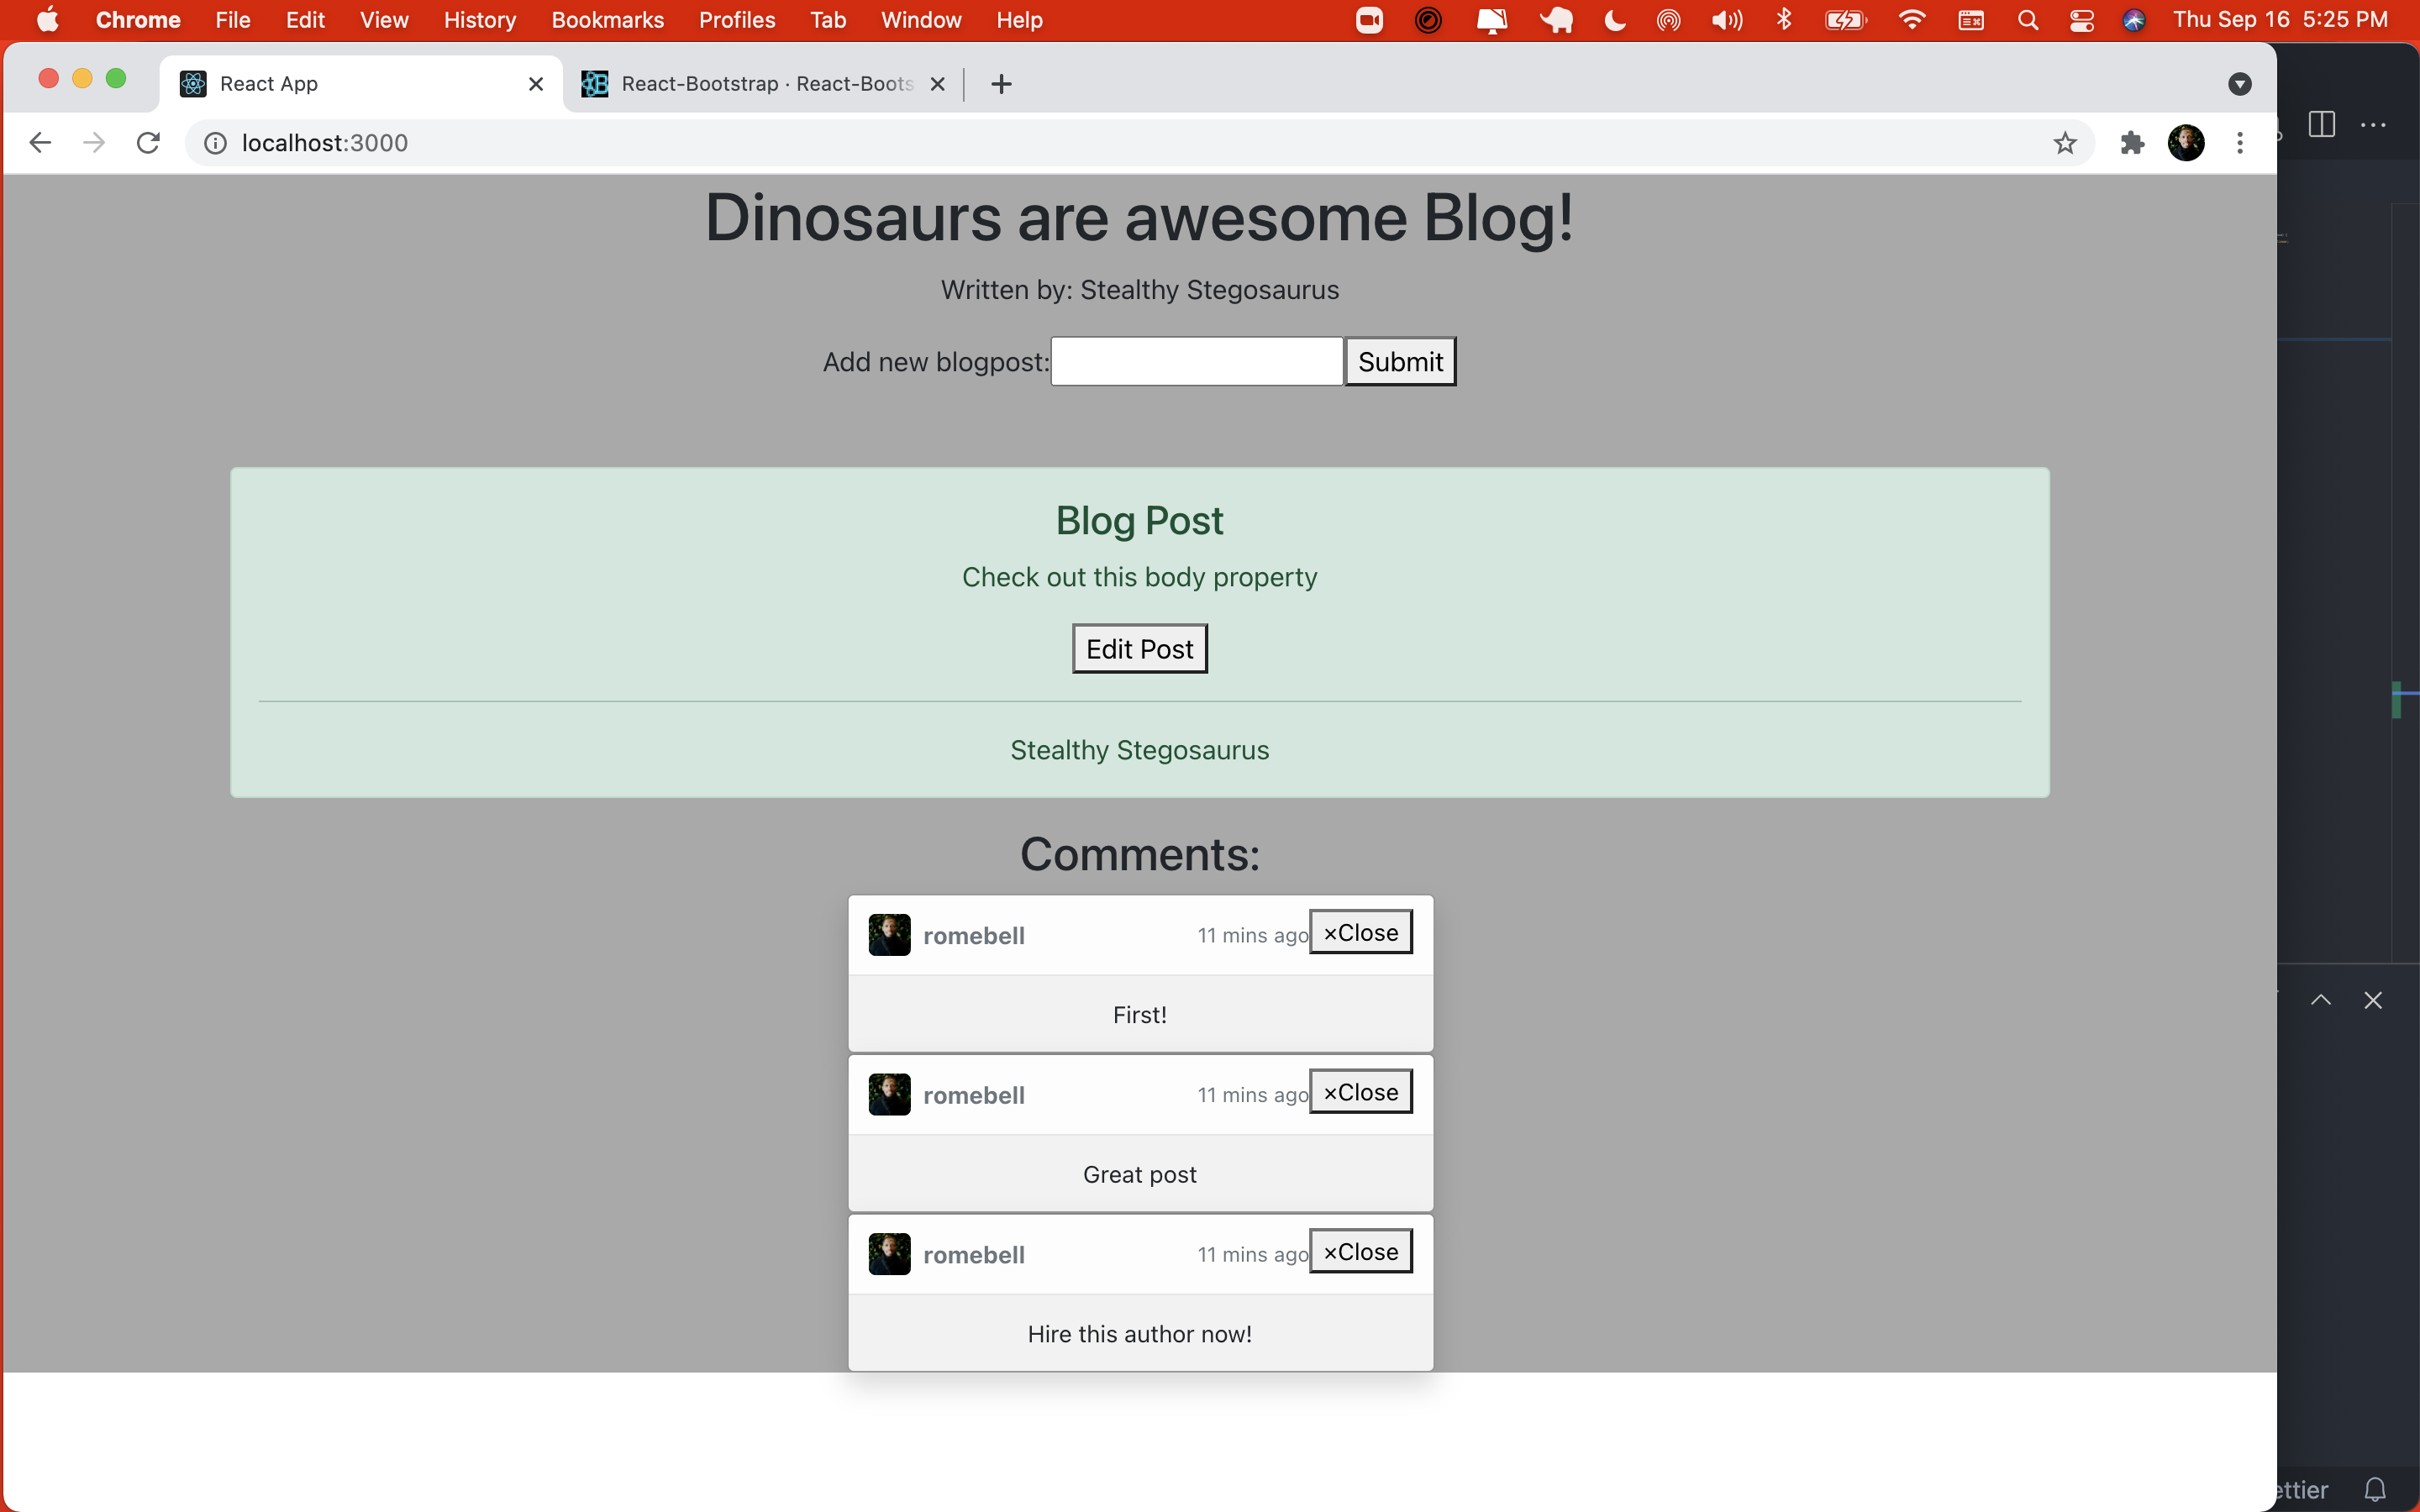 Chrome File Edit View History Bookmarks Profiles Tab Window Help Thu Sep 16 5:25 PM
React App React-Bootstrap · React-Boots
localhost:3000
Dinosaurs are awesome Blog!
Written by: Stealthy Stegosaurus
Add new blogpost: Submit
Blog Post
Check out this body property
Edit Post
Stealthy Stegosaurus
Comments:
romebell 11 mins ago ×Close
First!
romebell 11 mins ago ×Close
Great post
romebell 11 mins ago ×Close
Hire this author now!
ettier